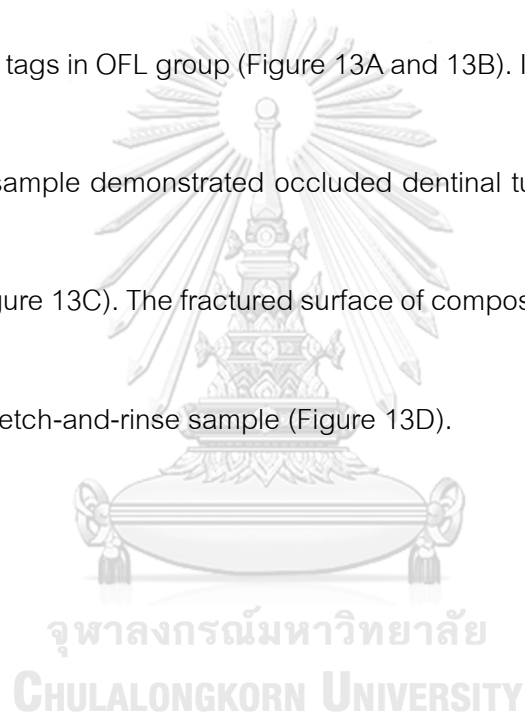 tags in OFL group (Figure 13A and 13B). I
sample demonstrated occluded dentinal tu
gure 13C). The fractured surface of compos
etch-and-rinse sample (Figure 13D).
จุฬาลงกรณ์มหาวิทยาลัย
CHULALONGKORN UNIVERSITY